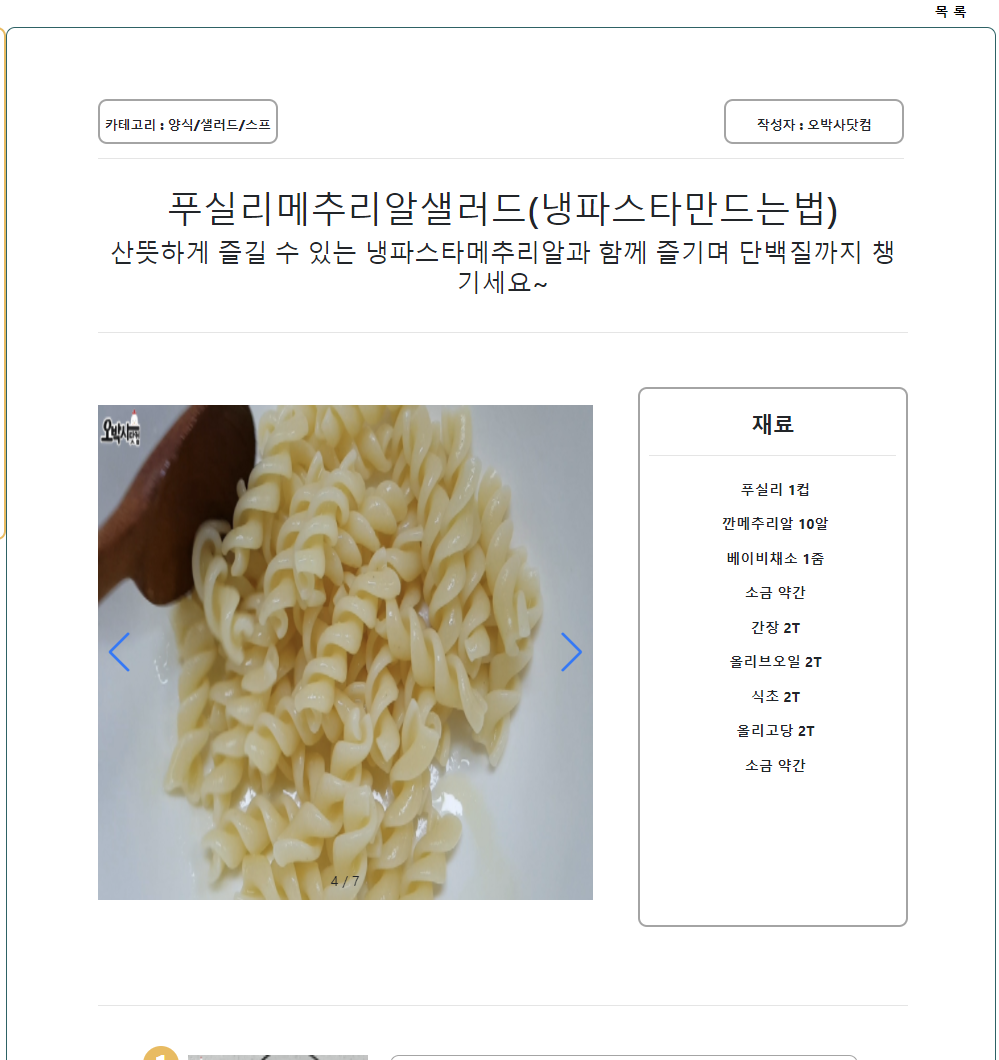 목 록
카테고리 : 양식/샐러드/스프
작성자 : 오박사닷컴
푸실리메추리알샐러드(냉파스타만드는법)
산뜻하게 즐길 수 있는 냉파스타메추리알과 함께 즐기며 단백질까지 챙
기세요~
오박사닷컴
4 / 7
재료
푸실리 1컵
깐메추리알 10알
베이비채소 1줌
소금 약간
간장 2T
올리브오일 2T
식초 2T
올리고당 2T
소금 약간
1